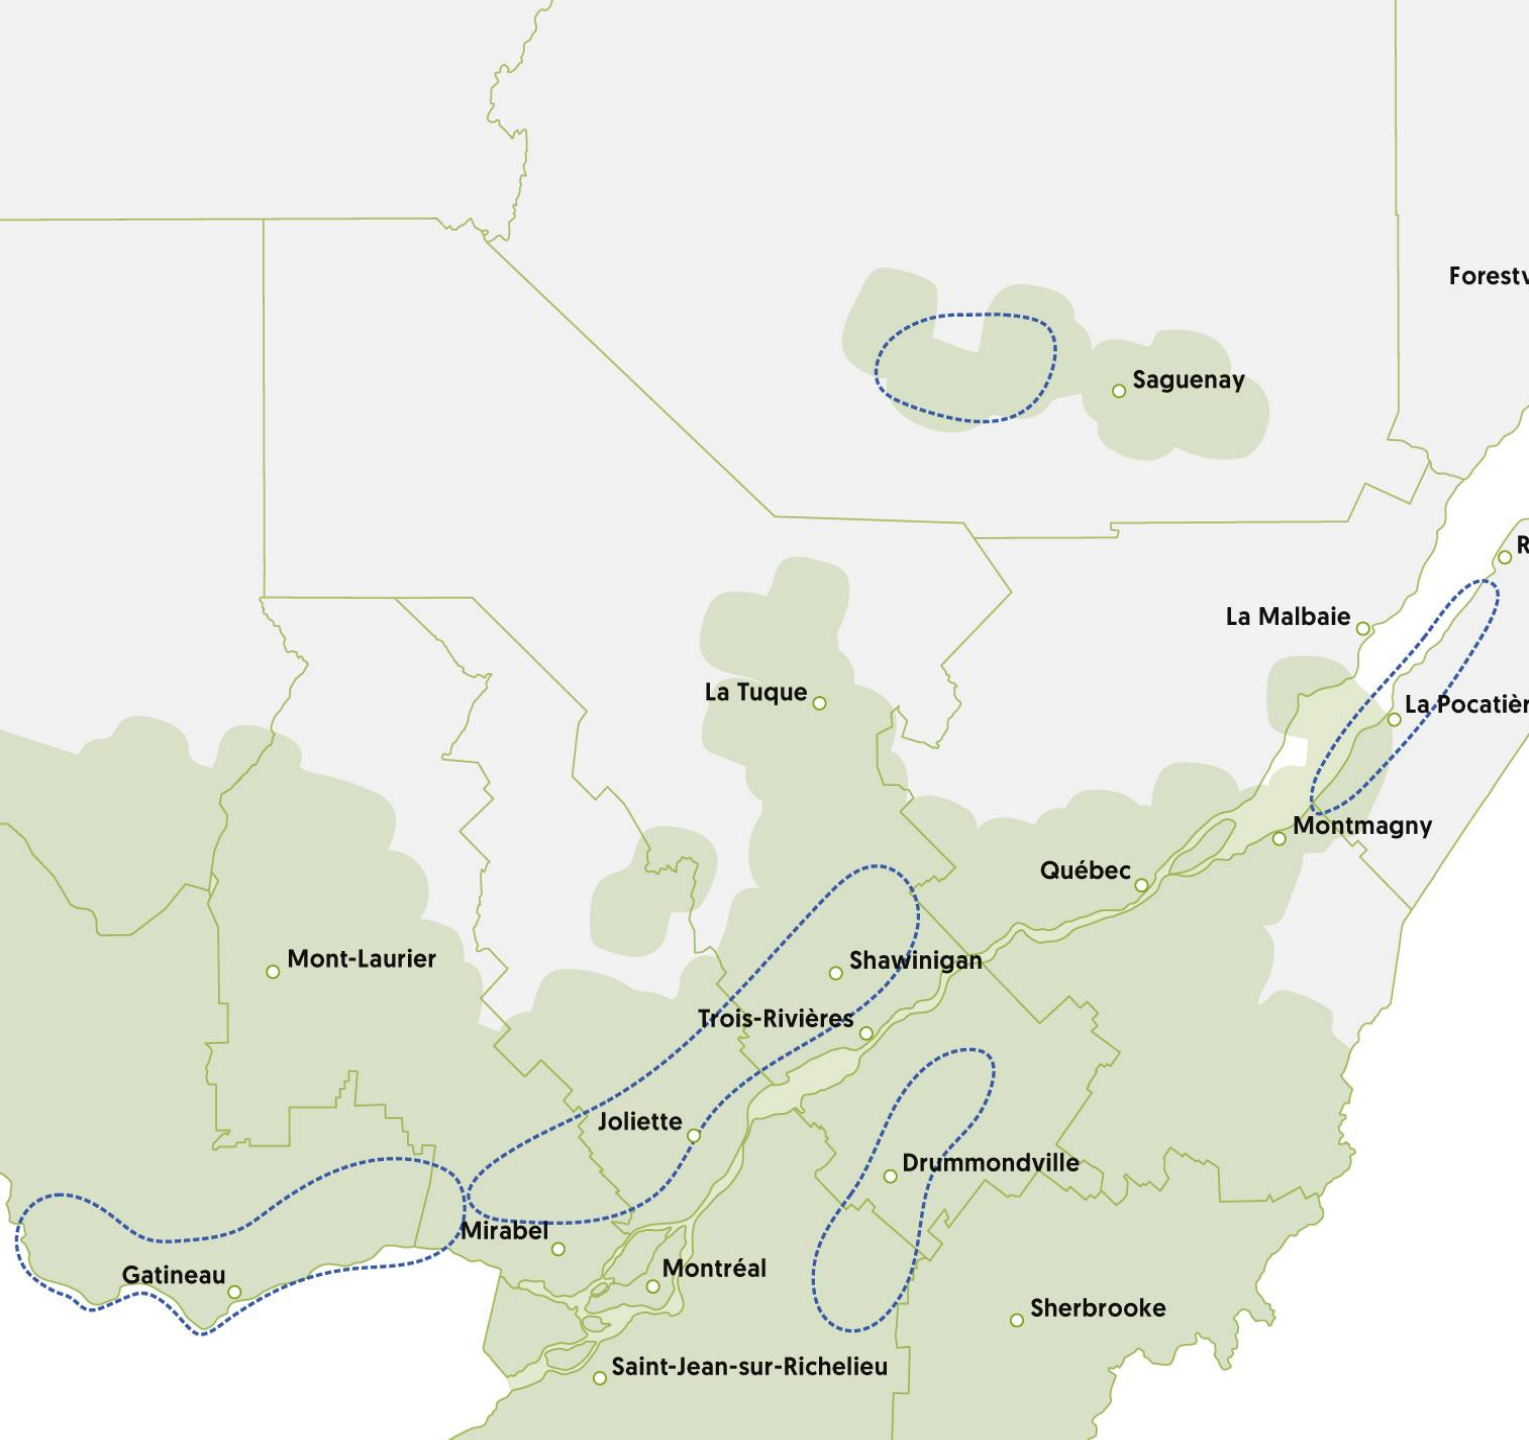 Forestv
Saguenay
R
La Malbaie
La Tuque
La Pocatièr
Montmagny
Québec
Mont-Laurier
Shawinigan
Trois-Rivières
Joliette
Drummondville
Mirabel
Gatineau
Montréal
Sherbrooke
Saint-Jean-sur-Richelieu